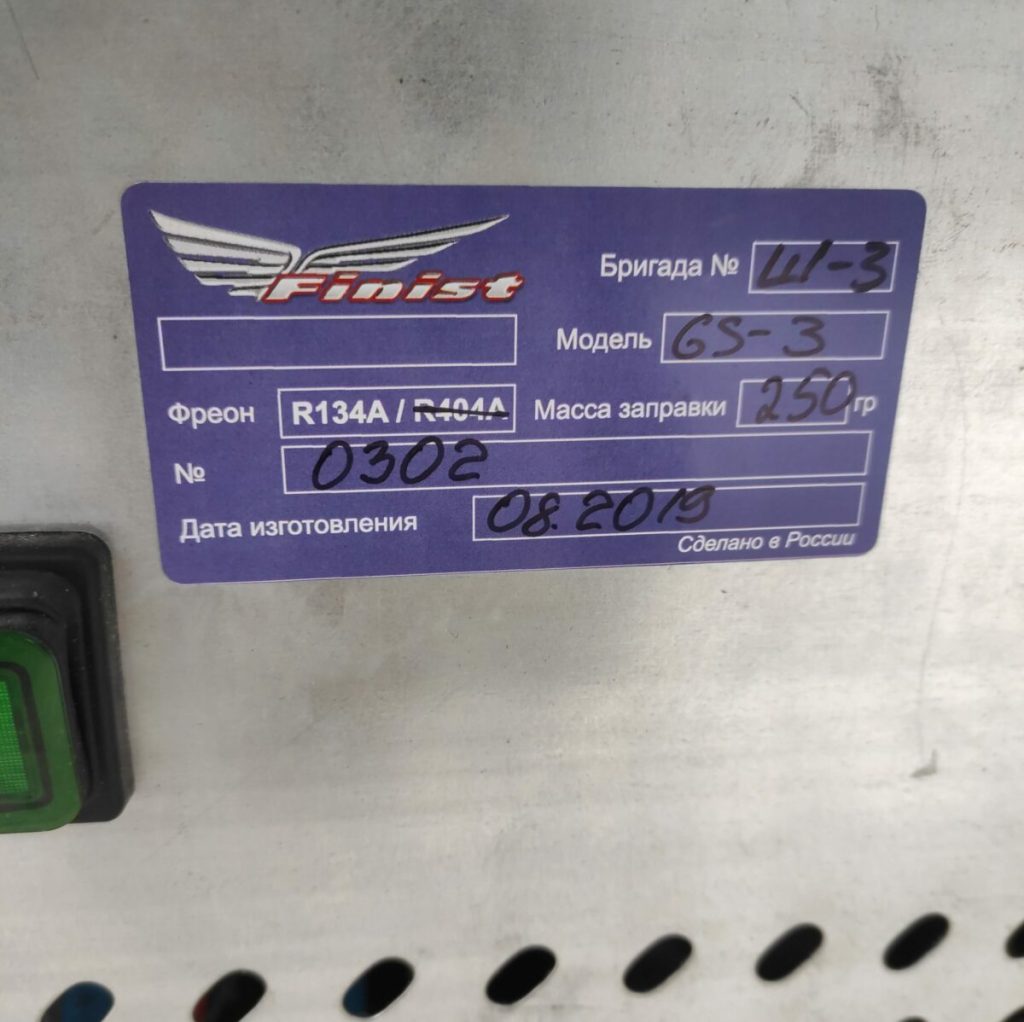 Finist
Бригада № Ш-3
Модель GS-3
Фреон R134A / R404A Масса заправки 250 гр
№ 0302
Дата изготовления 08.2019
Сделано в России